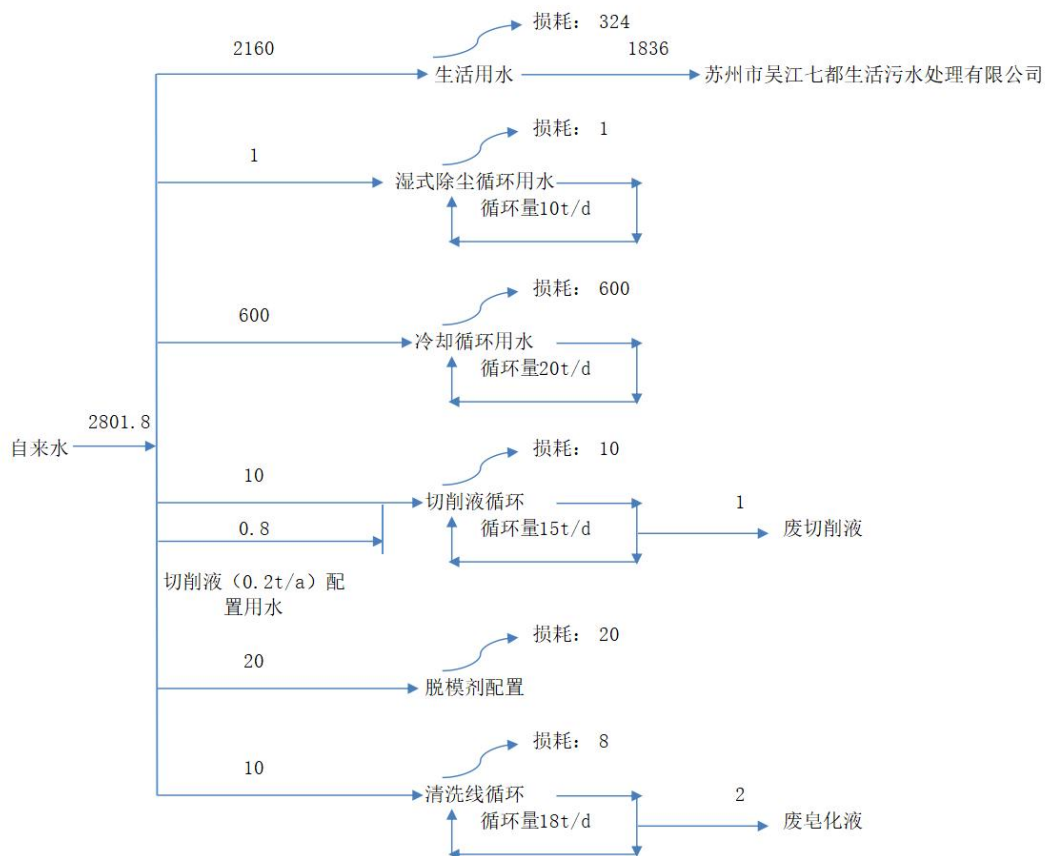 损耗： 324
2160
1836
生活用水
苏州市吴江七都生活污水处理有限公司
损耗： 1
1
湿式除尘循环用水
循环量10t/d
损耗： 600
600
冷却循环用水
循环量20t/d
2801.8
自来水
损耗： 10
10
切削液循环
1
0.8
循环量15t/d
废切削液
切削液（0.2t/a）配
置用水
损耗： 20
20
脱模剂配置
损耗： 8
10
清洗线循环
2
循环量18t/d
废皂化液